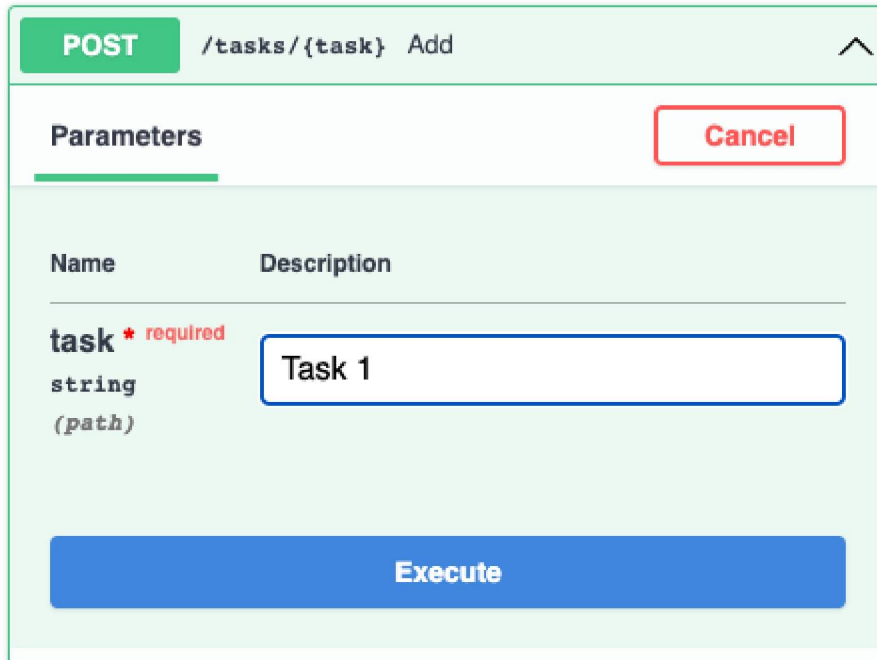 POST /tasks/{task} Add
Parameters Cancel
Name Description
task * required
string
(path)
Task 1
Execute